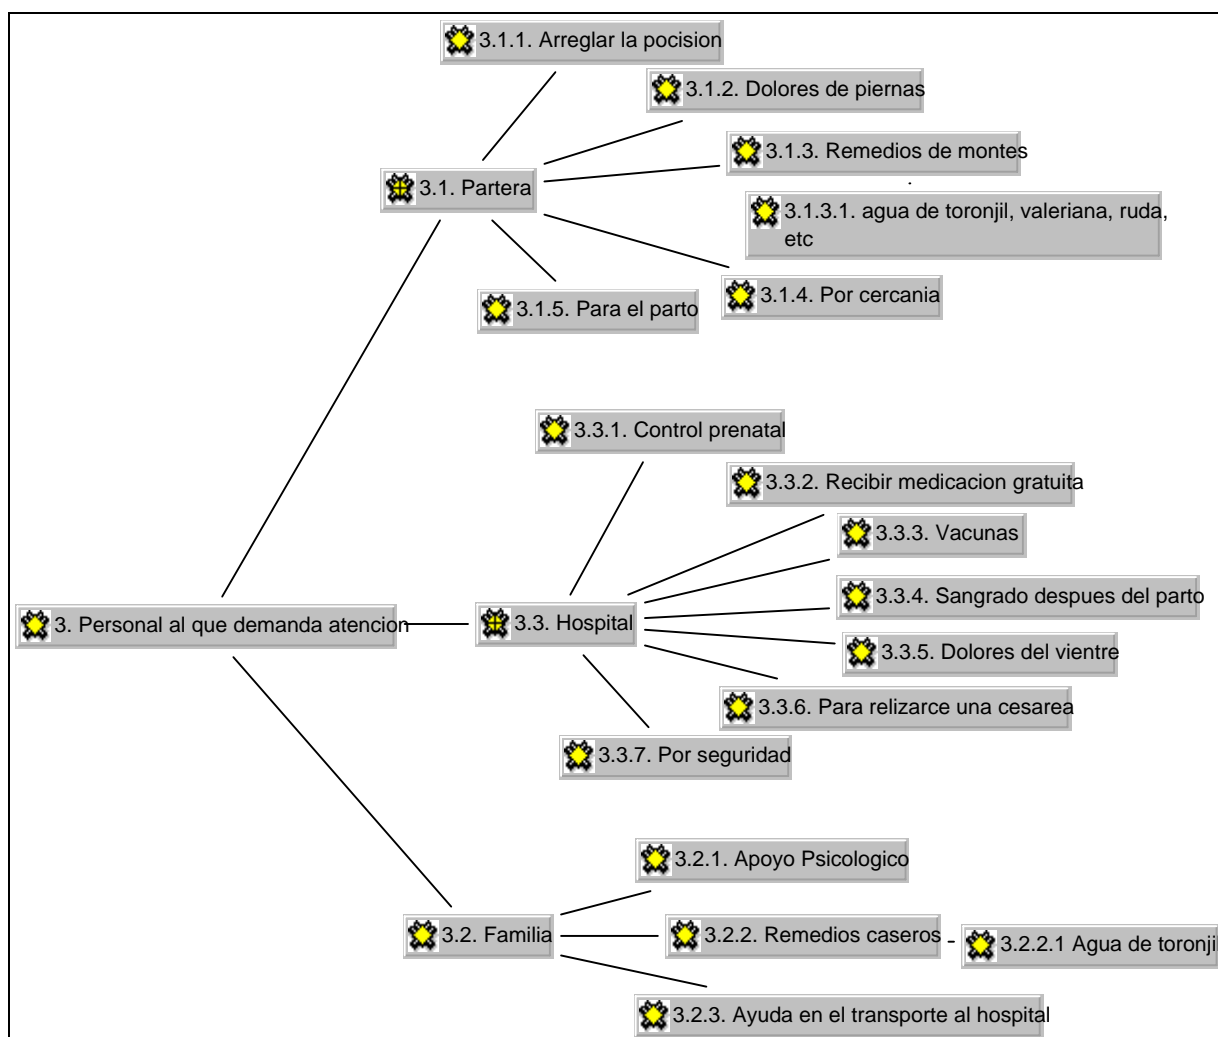 3.1.1. Arreglar la pocision
3.1.2. Dolores de piernas
3.1.3. Remedios de montes
3.1. Partera
3.1.3.1. agua de toronjil, valeriana, ruda,
etc
3.1.4. Por cercania
3.1.5. Para el parto
3.3.1. Control prenatal
3.3.2. Recibir medicacion gratuita
3.3.3. Vacunas
3.3.4. Sangrado despues del parto
3. Personal al que demanda atencion
3.3. Hospital
3.3.5. Dolores del vientre
3.3.6. Para relizarce una cesarea
3.3.7. Por seguridad
3.2.1. Apoyo Psicologico
3.2. Familia
3.2.2. Remedios caseros
3.2.2.1 Agua de toronji
3.2.3. Ayuda en el transporte al hospital